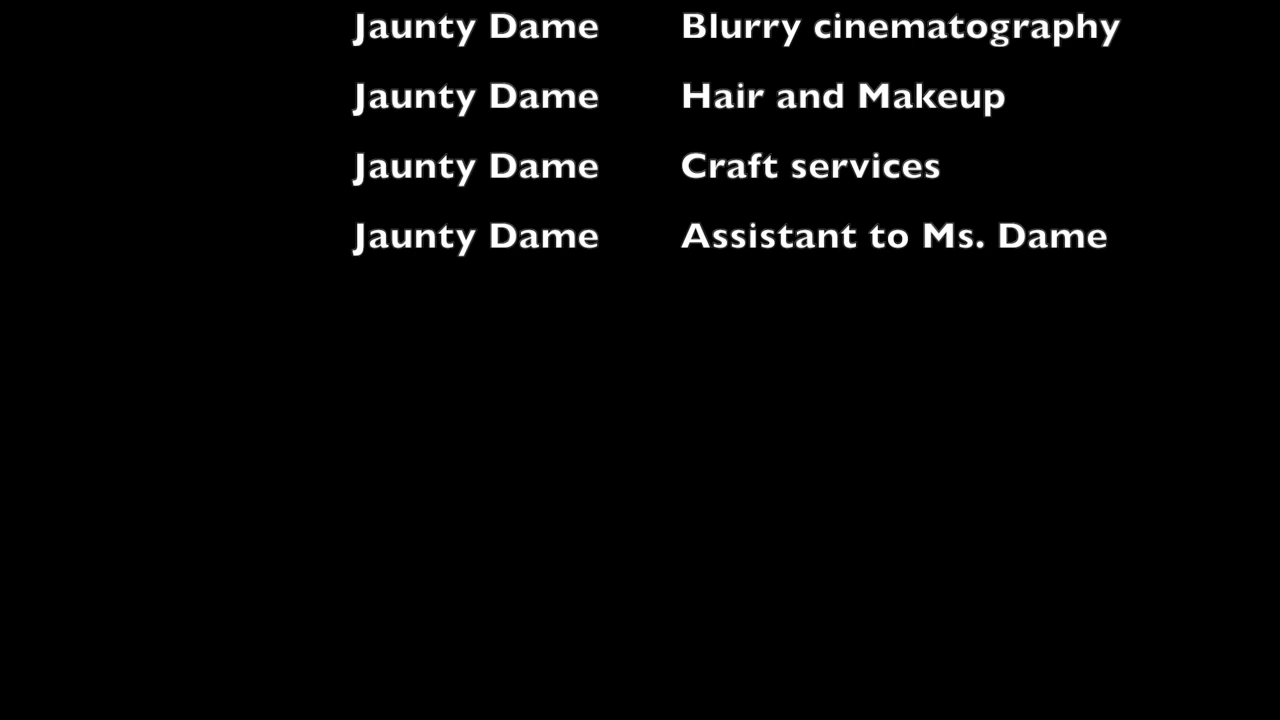 Jaunty Dame Blurry cinematography
Jaunty Dame Hair and Makeup
Jaunty Dame Craft services
Jaunty Dame Assistant to Ms. Dame